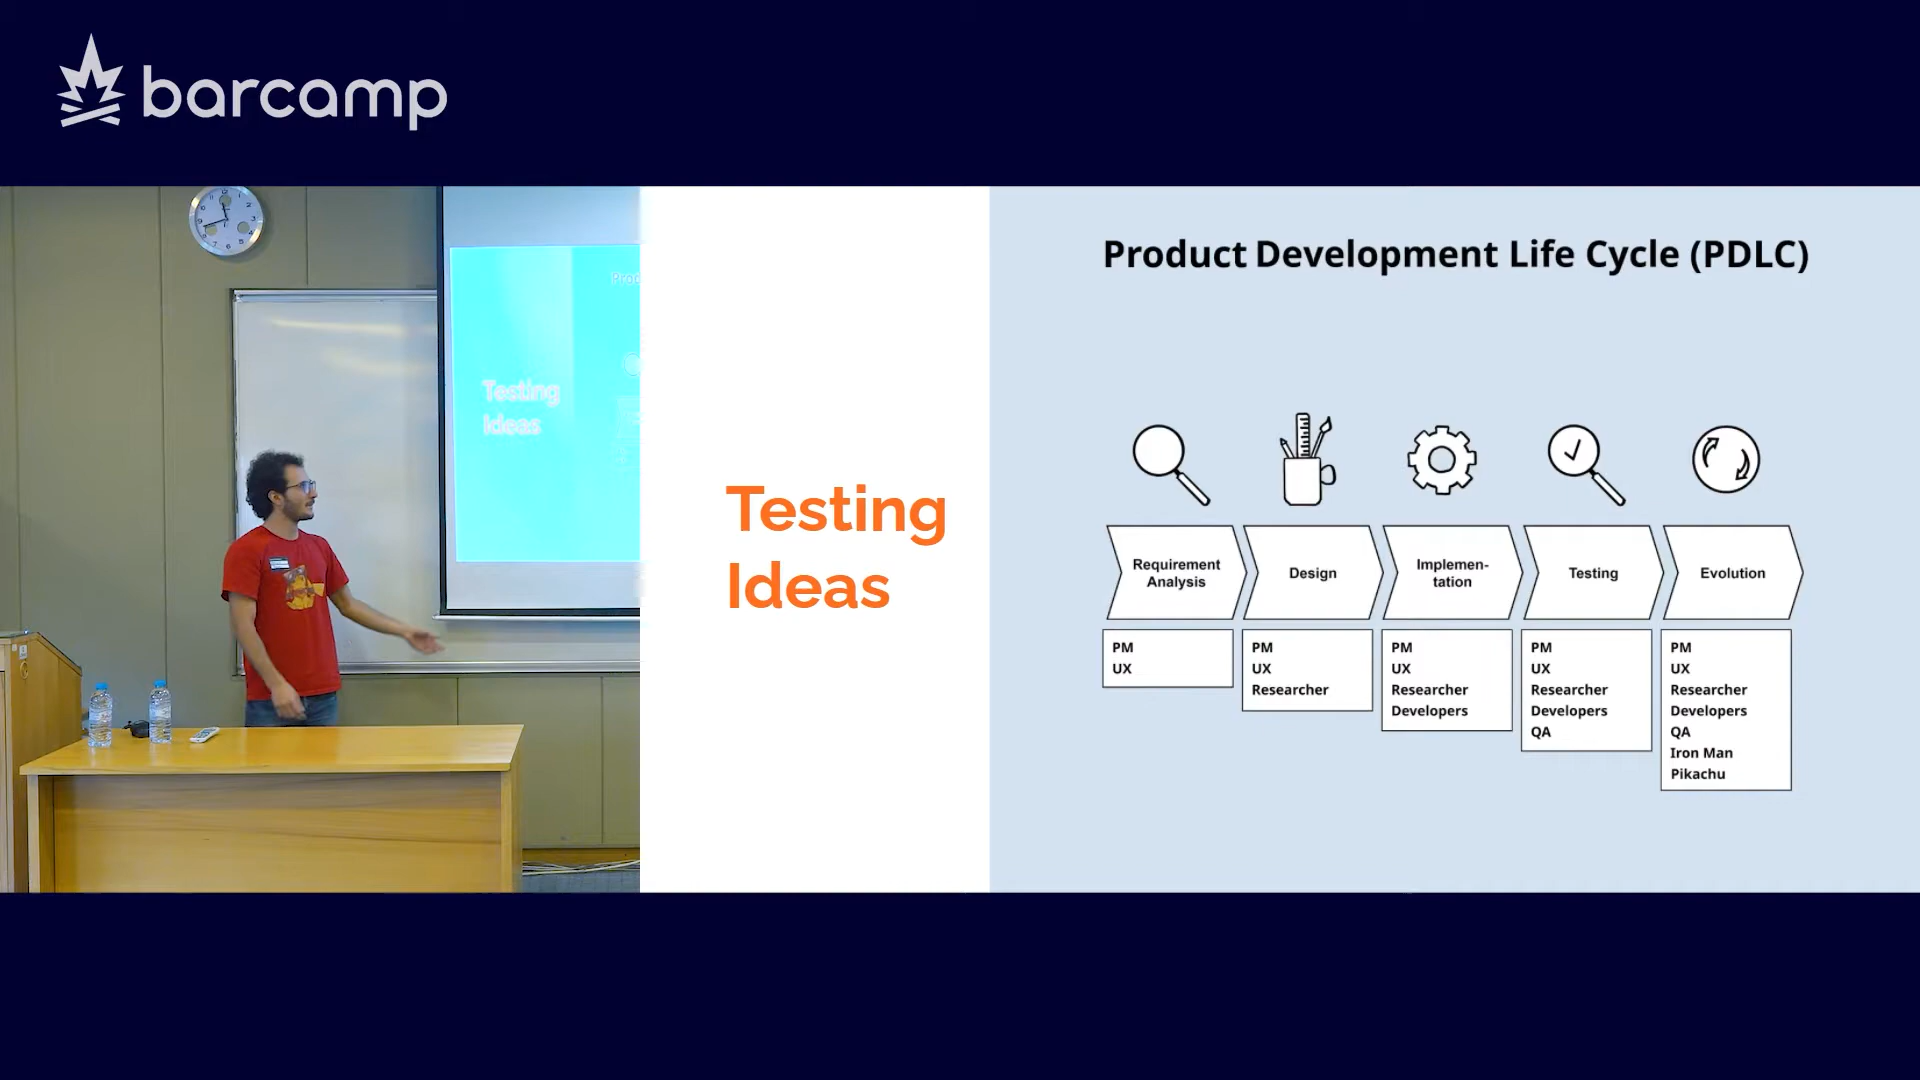 barcamp
Testing
Ideas
Testing
Ideas
Product Development Life Cycle (PDLC)
Requirement
Analysis
Design
Implemen-
tation
Testing
Evolution
PM
UX
PM
UX
Researcher
PM
UX
Researcher
Developers
PM
UX
Researcher
Developers
QA
PM
UX
Researcher
Developers
QA
Iron Man
Pikachu